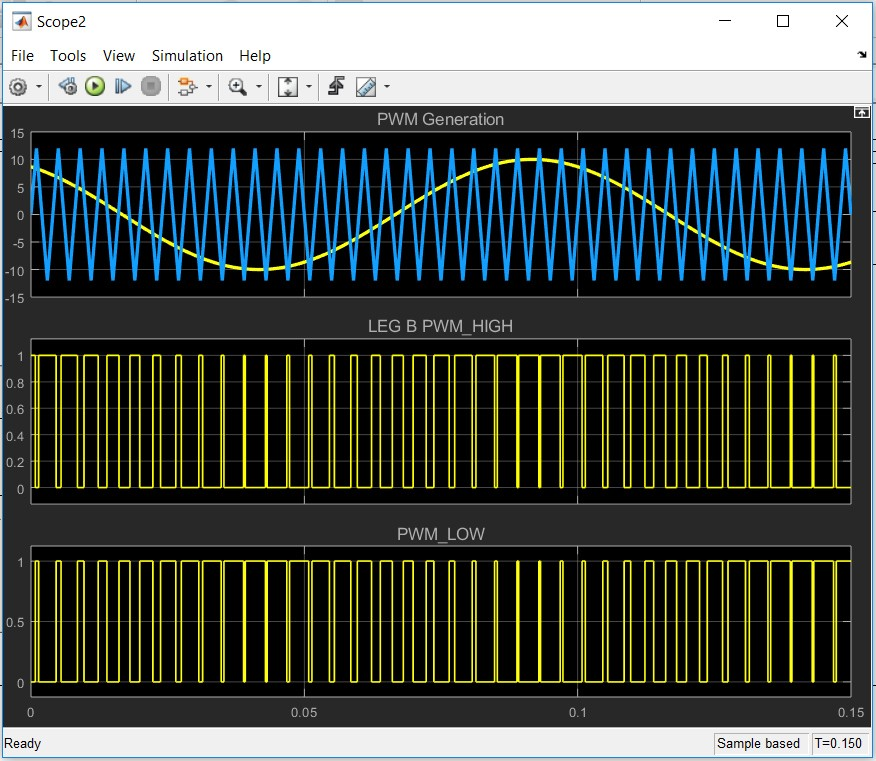 Scope2
File Tools View Simulation Help
PWM Generation
15
10
5
0
-5
-10
-15
LEG B PWM_HIGH
1
0.8
0.6
0.4
0.2
0
PWM_LOW
1
0.5
0
0 0.05 0.1 0.15
Ready Sample based T=0.150